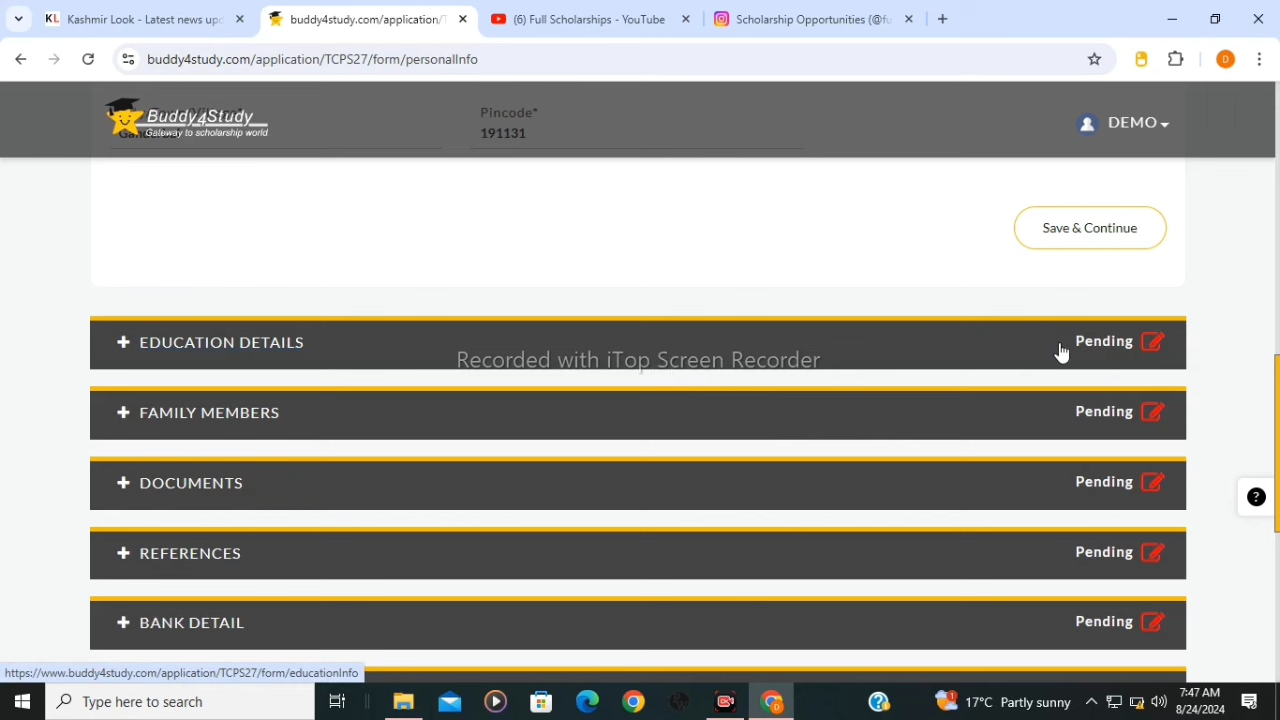 Kashmir Look - Latest news upd
buddy4study.com/application/T
(6) Full Scholarships - YouTube
Scholarship Opportunities (@fu
buddy4study.com/application/TCPS27/form/personalInfo
D
Buddy4Study
Gateway to scholarship world
Pincode*
191131
DEMO
Save & Continue
EDUCATION DETAILS
Pending
Recorded with iTop Screen Recorder
FAMILY MEMBERS
Pending
DOCUMENTS
Pending
REFERENCES
Pending
BANK DETAIL
Pending
https://www.buddy4study.com/application/TCPS27/form/educationInfo
Type here to search
17°C Partly sunny
7:47 AM
8/24/2024